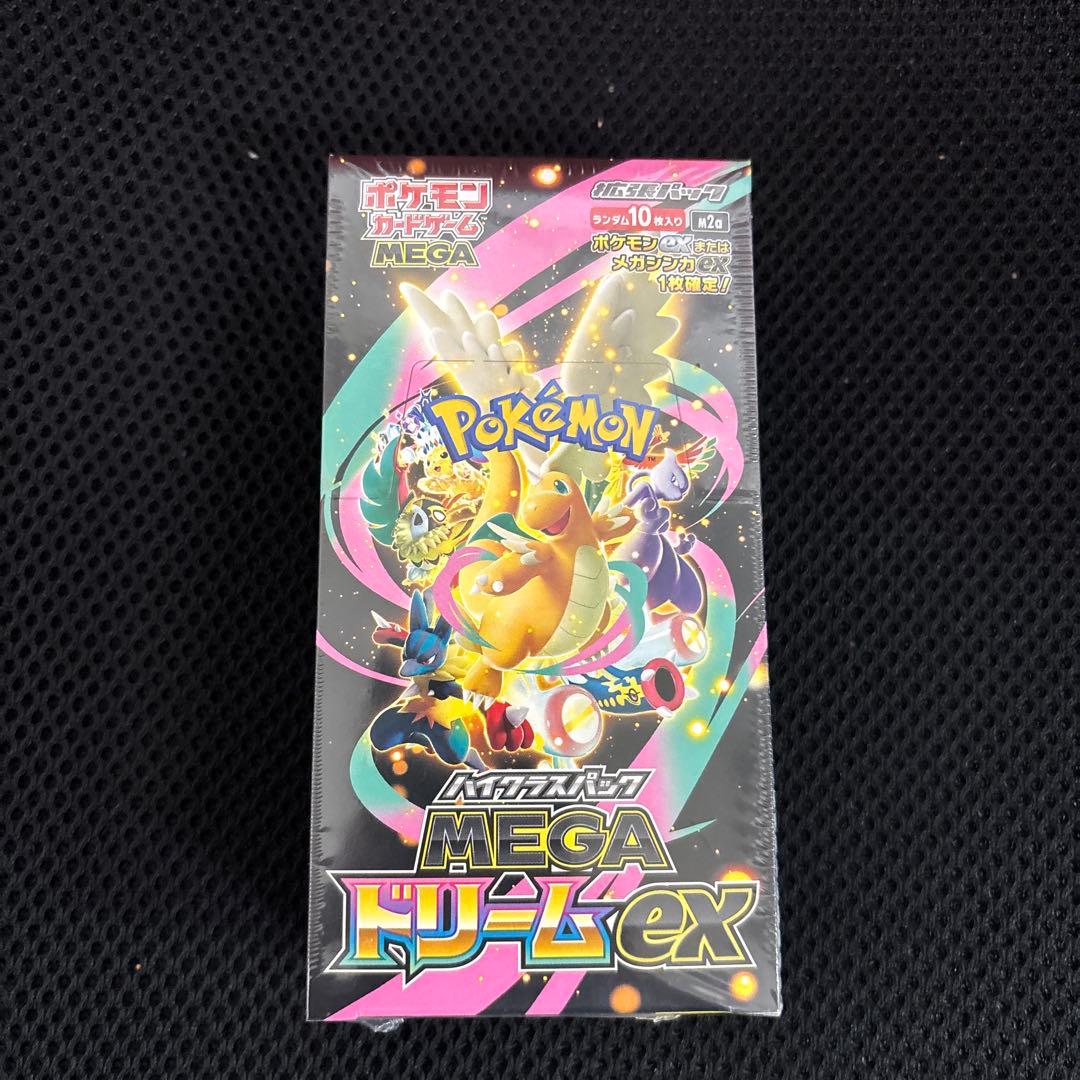 ポケモン
カードゲーム
MEGA
拡張パック
ランダム10枚入り M2a
ポケモンexまたは
メガシンカex
1枚確定!
POKéMON
TM
ハイクラスパック
MEGA
ドリームex